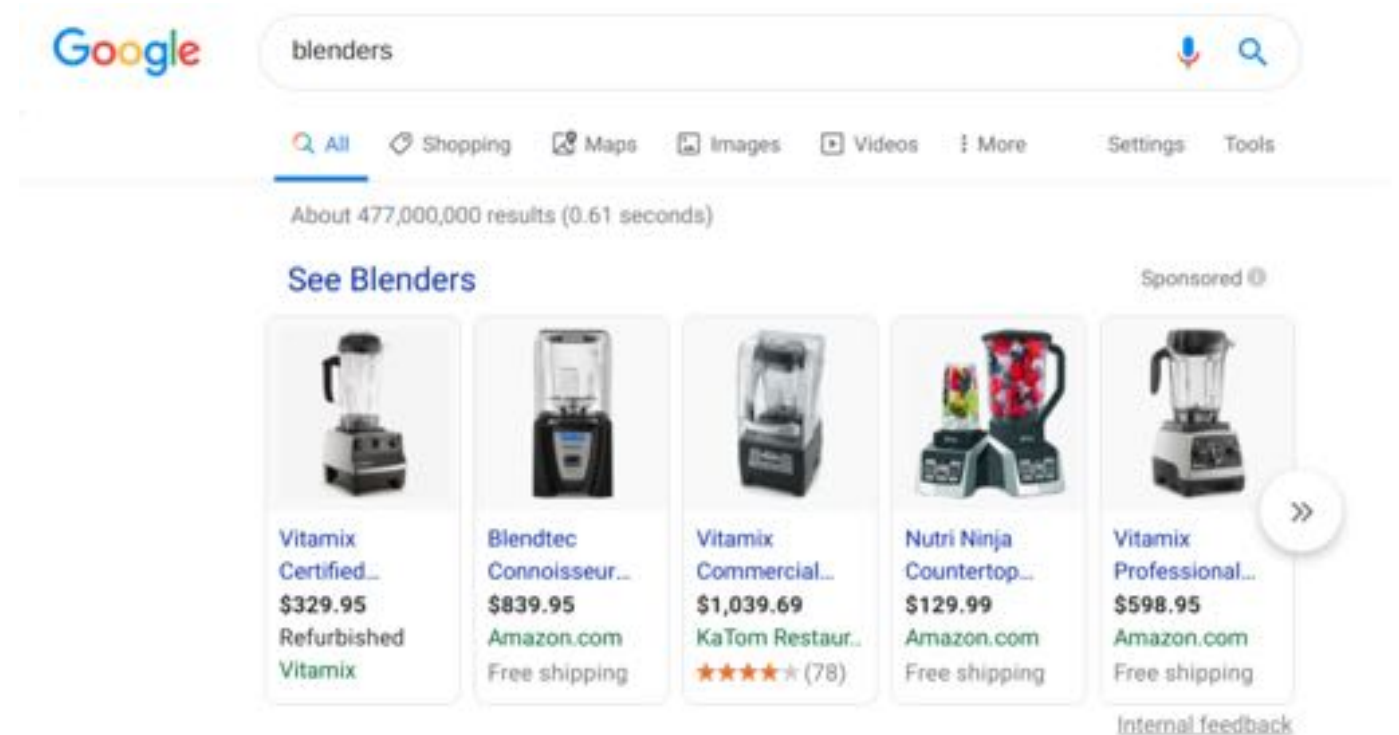 Google
blenders
All Shopping Maps Images Videos More Settings Tools
About 477,000,000 results (0.61 seconds)
See Blenders
Sponsored
Vitamix
Certified...
$329.95
Refurbished
Vitamix
Blendtec
Connoisseur...
$839.95
Amazon.com
Free shipping
Vitamix
Commercial...
$1,039.69
KaTom Restaur..
(78)
Nutri Ninja
Countertop...
$129.99
Amazon.com
Free shipping
Vitamix
Professional...
$598.95
Amazon.com
Free shipping
Internal feedback